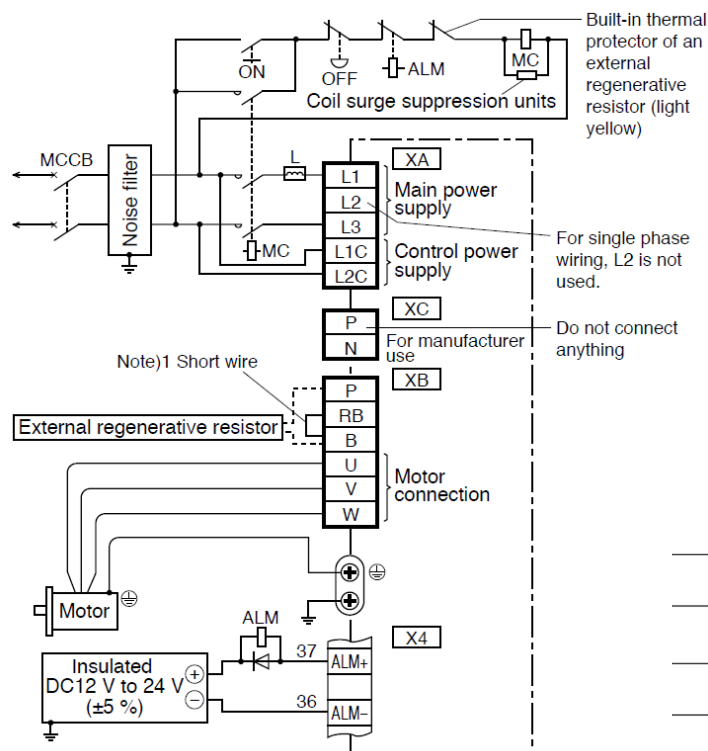 Built-in thermal
protector of an
external
regenerative
resistor (light
yellow)
ON
OFF
ALM
MC
Coil surge suppression units
MCCB
Noise filter
L
MC
XA
L1
L2
L3
L1C
L2C
Main power
supply
Control power
supply
For single phase
wiring, L2 is not
used.
XC
P
N
For manufacturer
use
Do not connect
anything
Note)1 Short wire
XB
External regenerative resistor
P
RB
B
U
V
W
Motor
connection
Motor
ALM
X4
Insulated
DC12 V to 24 V
(±5 %)
+
−
37
ALM+
36
ALM−